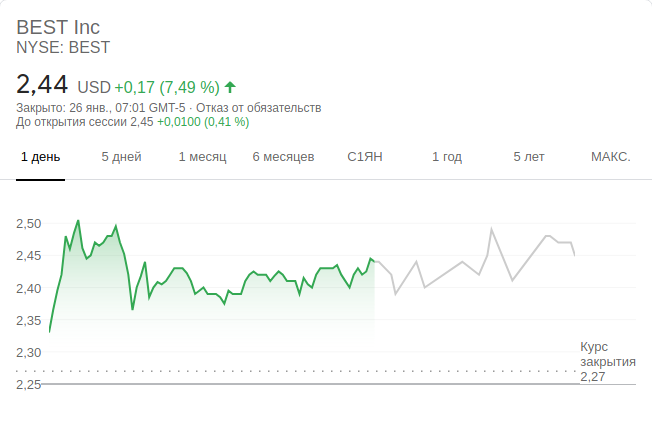 BEST Inc
NYSE: BEST
2,44 USD +0,17 (7,49 %)
Закрыто: 26 янв., 07:01 GMT-5 · Отказ от обязательств
До открытия сессии 2,45 +0,0100 (0,41 %)
1 день 5 дней 1 месяц 6 месяцев С1ЯН 1 год 5 лет МАКС.
2,50
2,45
2,40
2,35
2,30
2,25
Курс
закрытия
2,27